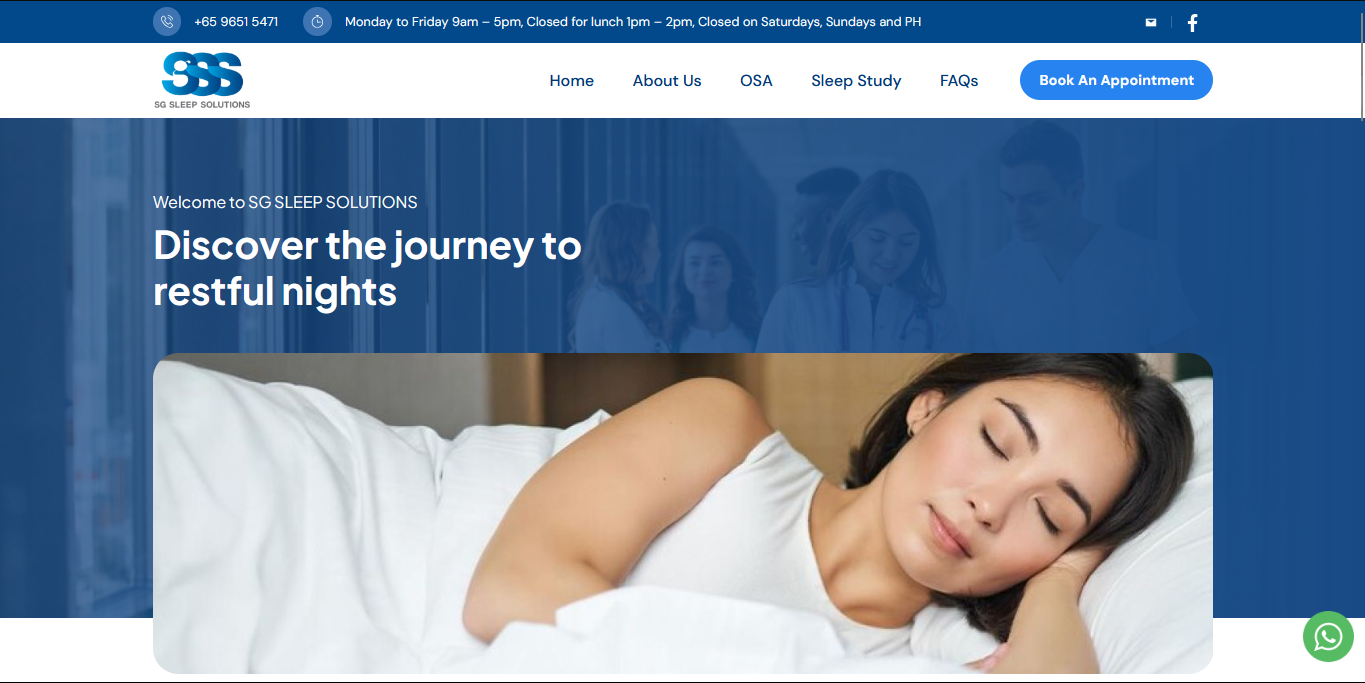 +65 9651 5471
Monday to Friday 9am – 5pm, Closed for lunch 1pm – 2pm, Closed on Saturdays, Sundays and PH
SSS
SG SLEEP SOLUTIONS
Home
About Us
OSA
Sleep Study
FAQs
Book An Appointment
Welcome to SG SLEEP SOLUTIONS
Discover the journey to
restful nights